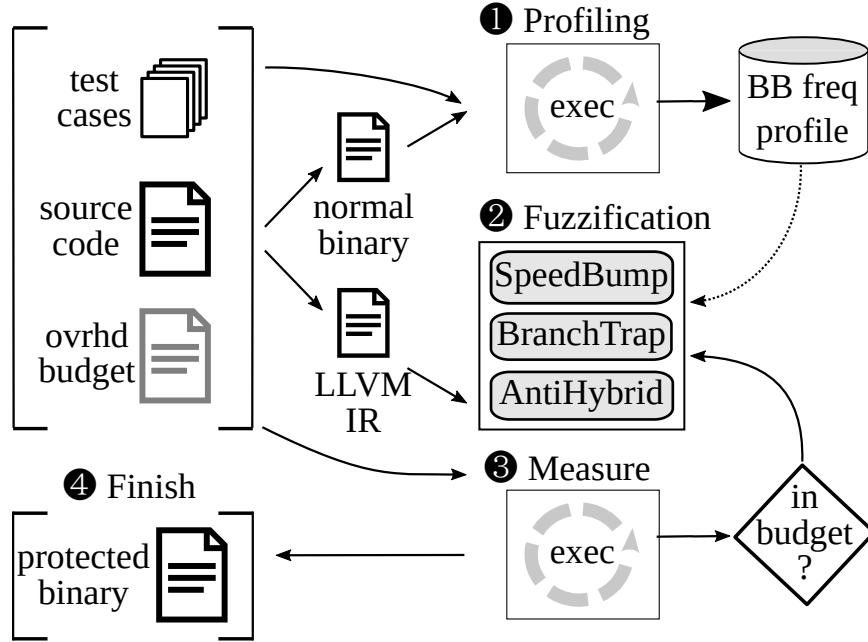 test
cases
source
code
ovrhd
budget
normal
binary
LLVM
IR
❶ Profiling
exec
BB freq
profile
❷ Fuzzification
SpeedBump
BranchTrap
AntiHybrid
❸ Measure
exec
in
budget
?
❹ Finish
protected
binary